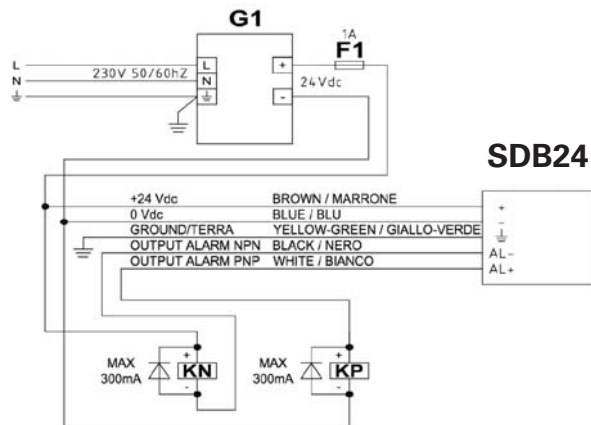 G1
1A
F1
L
N
230V 50/60hZ
L
N
+
-
24Vdc
SDB24
+24 Vdc BROWN / MARRONE +
0 Vdc BLUE / BLU -
GROUND/TERRA YELLOW-GREEN / GIALLO-VERDE
OUTPUT ALARM NPN BLACK / NERO AL-
OUTPUT ALARM PNP WHITE / BIANCO AL+
MAX
300mA
+
KN
-
MAX
300mA
+
KP
-